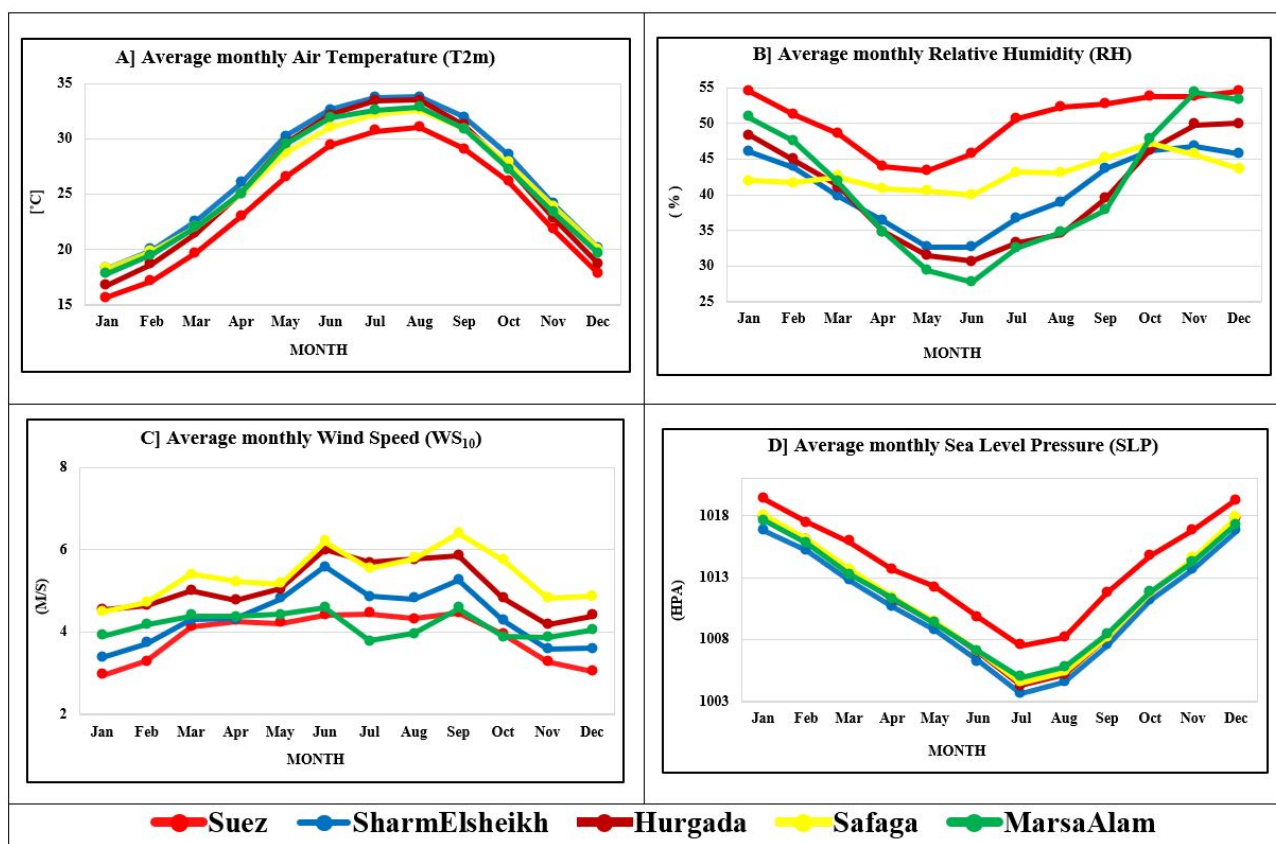 A] Average monthly Air Temperature (T2m)
35
30
25
20
15
[°C]
Jan Feb Mar Apr May Jun Jul Aug Sep Oct Nov Dec
MONTH
B] Average monthly Relative Humidity (RH)
55
50
45
40
35
30
25
( % )
Jan Feb Mar Apr May Jun Jul Aug Sep Oct Nov Dec
MONTH
C] Average monthly Wind Speed (WS₁₀)
8
6
4
2
(M/S)
Jan Feb Mar Apr May Jun Jul Aug Sep Oct Nov Dec
MONTH
D] Average monthly Sea Level Pressure (SLP)
1018
1013
1008
1003
(HPA)
Jan Feb Mar Apr May Jun Jul Aug Sep Oct Nov Dec
MONTH
Suez SharmElsheikh Hurgada Safaga MarsaAlam